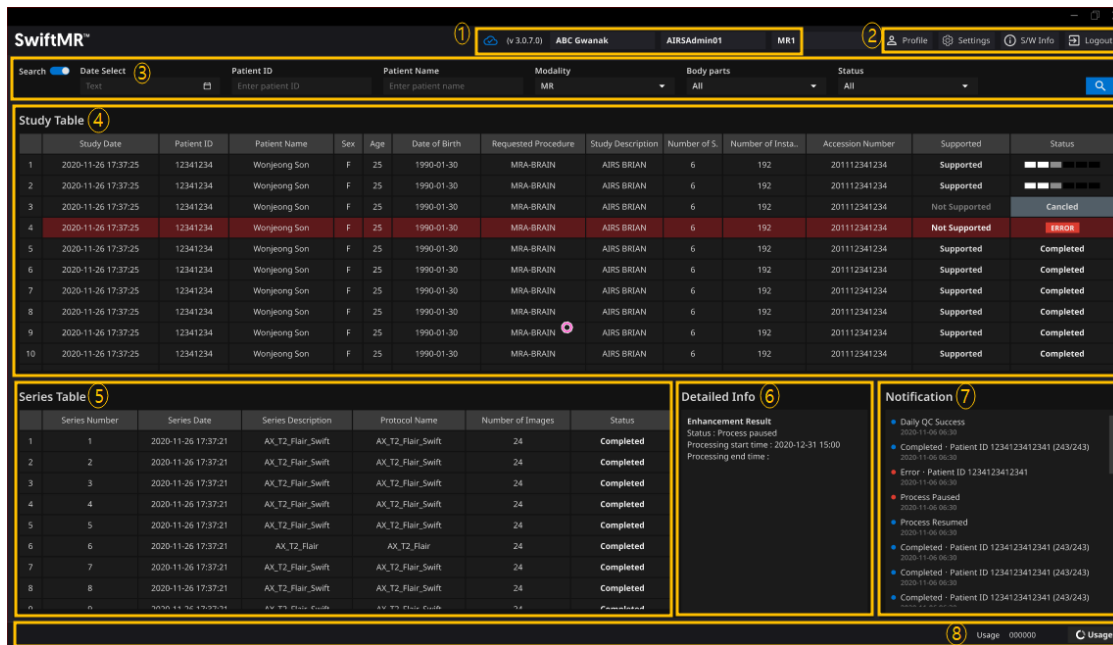 SwiftMR™
① (v 3.0.7.0) ABC Gwanak AIRSAdmin01 MR1
② Profile Settings S/W Info Logout
Search Date Select ③ Patient ID Patient Name Modality Body parts Status
Text Enter patient ID Enter patient name MR All All
Study Table ④
Study Date Patient ID Patient Name Sex Age Date of Birth Requested Procedure Study Description Number of S. Number of Insta.. Accession Number Supported Status
1 2020-11-26 17:37:25 12341234 Wonjeong Son F 25 1990-01-30 MRA-BRAIN AIRS BRIAN 6 192 201112341234 Supported
2 2020-11-26 17:37:25 12341234 Wonjeong Son F 25 1990-01-30 MRA-BRAIN AIRS BRIAN 6 192 201112341234 Supported
3 2020-11-26 17:37:25 12341234 Wonjeong Son F 25 1990-01-30 MRA-BRAIN AIRS BRIAN 6 192 201112341234 Not Supported Cancled
4 2020-11-26 17:37:25 12341234 Wonjeong Son F 25 1990-01-30 MRA-BRAIN AIRS BRIAN 6 192 201112341234 Not Supported ERROR
5 2020-11-26 17:37:25 12341234 Wonjeong Son F 25 1990-01-30 MRA-BRAIN AIRS BRIAN 6 192 201112341234 Supported Completed
6 2020-11-26 17:37:25 12341234 Wonjeong Son F 25 1990-01-30 MRA-BRAIN AIRS BRIAN 6 192 201112341234 Supported Completed
7 2020-11-26 17:37:25 12341234 Wonjeong Son F 25 1990-01-30 MRA-BRAIN AIRS BRIAN 6 192 201112341234 Supported Completed
8 2020-11-26 17:37:25 12341234 Wonjeong Son F 25 1990-01-30 MRA-BRAIN AIRS BRIAN 6 192 201112341234 Supported Completed
9 2020-11-26 17:37:25 12341234 Wonjeong Son F 25 1990-01-30 MRA-BRAIN AIRS BRIAN 6 192 201112341234 Supported Completed
10 2020-11-26 17:37:25 12341234 Wonjeong Son F 25 1990-01-30 MRA-BRAIN AIRS BRIAN 6 192 201112341234 Supported Completed
Series Table ⑤
Series Number Series Date Series Description Protocol Name Number of Images Status
1 1 2020-11-26 17:37:21 AX_T2_Flair_Swift AX_T2_Flair_Swift 24 Completed
2 2 2020-11-26 17:37:21 AX_T2_Flair_Swift AX_T2_Flair_Swift 24 Completed
3 3 2020-11-26 17:37:21 AX_T2_Flair_Swift AX_T2_Flair_Swift 24 Completed
4 4 2020-11-26 17:37:21 AX_T2_Flair_Swift AX_T2_Flair_Swift 24 Completed
5 5 2020-11-26 17:37:21 AX_T2_Flair_Swift AX_T2_Flair_Swift 24 Completed
6 6 2020-11-26 17:37:21 AX_T2_Flair AX_T2_Flair 24 Completed
7 7 2020-11-26 17:37:21 AX_T2_Flair_Swift AX_T2_Flair_Swift 24 Completed
8 8 2020-11-26 17:37:21 AX_T2_Flair_Swift AX_T2_Flair_Swift 24 Completed
9 9 2020-11-26 17:37:21 AX_T2_Flair_Swift AX_T2_Flair_Swift 24 Completed
Detailed Info ⑥
Enhancement Result
Status : Process paused
Processing start time : 2020-12-31 15:00
Processing end time :
Notification ⑦
Daily QC Success
2020-11-06 06:30
Completed - Patient ID 1234123412341 (243/243)
2020-11-06 06:30
Error - Patient ID 1234123412341
2020-11-06 06:30
Process Paused
2020-11-06 06:30
Process Resumed
2020-11-06 06:30
Completed - Patient ID 1234123412341 (243/243)
2020-11-06 06:30
Completed - Patient ID 1234123412341 (243/243)
2020-11-06 06:30
Completed - Patient ID 1234123412341 (243/243)
⑧ Usage 000000 Usage